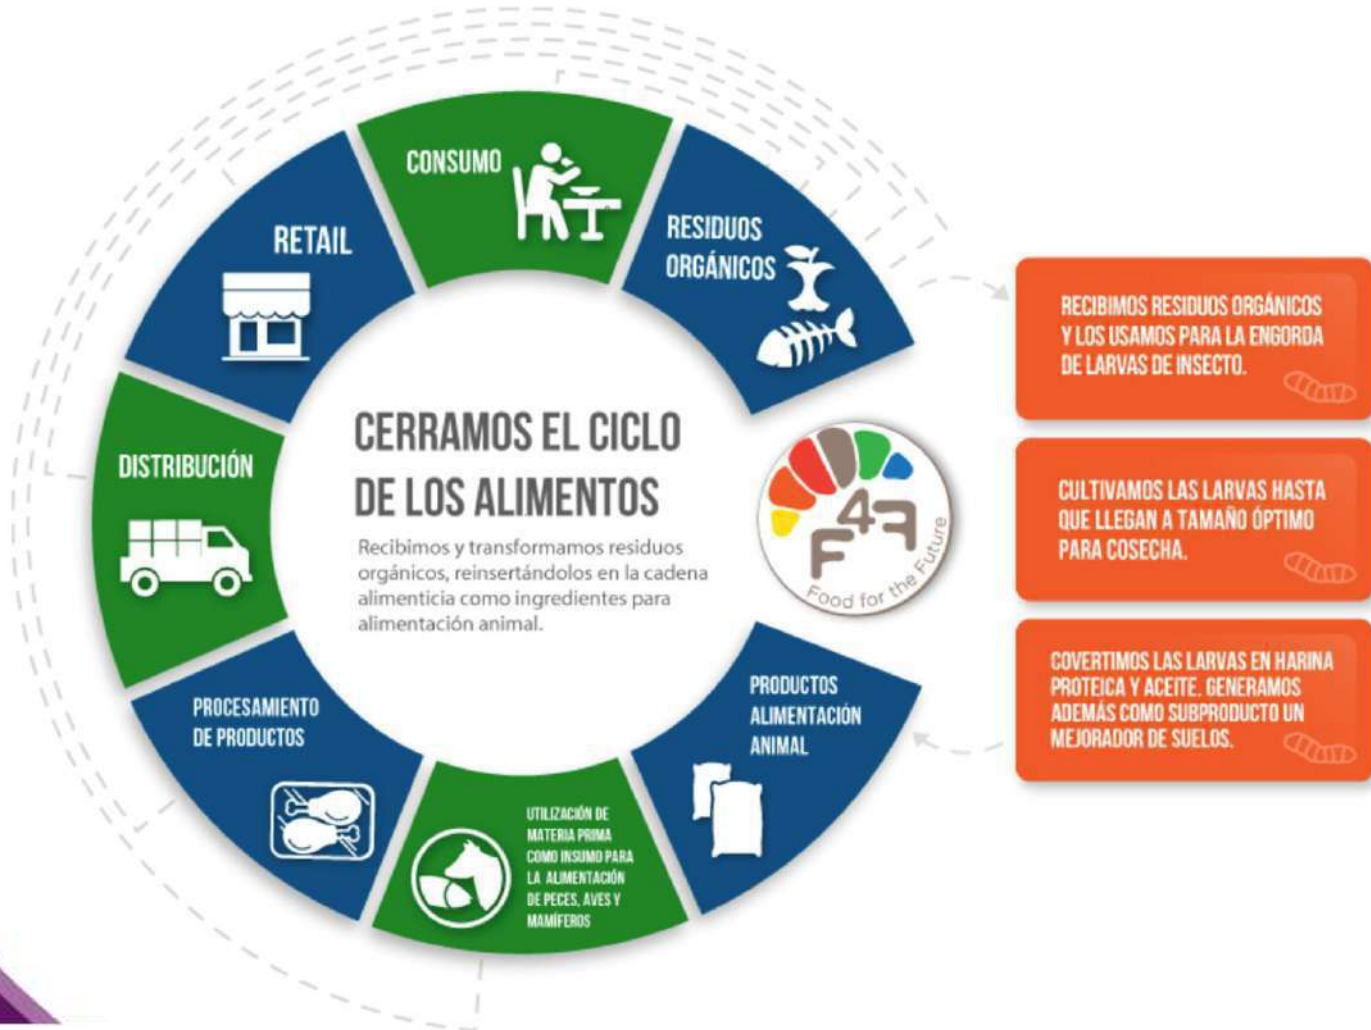 CONSUMO
RETAIL
RESIDUOS
ORGÁNICOS
DISTRIBUCIÓN
CERRAMOS EL CICLO
DE LOS ALIMENTOS
Recibimos y transformamos residuos
orgánicos, reinsertándolos en la cadena
alimenticia como ingredientes para
alimentación animal.
F4F
Food for the Future
PROCESAMIENTO
DE PRODUCTOS
UTILIZACIÓN DE
MATERIA PRIMA
COMO INSUMO PARA
LA ALIMENTACIÓN
DE PECES, AVES Y
MAMÍFEROS
PRODUCTOS
ALIMENTACIÓN
ANIMAL
RECIBIMOS RESIDUOS ORGÁNICOS
Y LOS USAMOS PARA LA ENGORDA
DE LARVAS DE INSECTO.
CULTIVAMOS LAS LARVAS HASTA
QUE LLEGAN A TAMAÑO ÓPTIMO
PARA COSECHA.
COVERTIMOS LAS LARVAS EN HARINA
PROTEICA Y ACEITE. GENERAMOS
ADEMÁS COMO SUBPRODUCTO UN
MEJORADOR DE SUELOS.